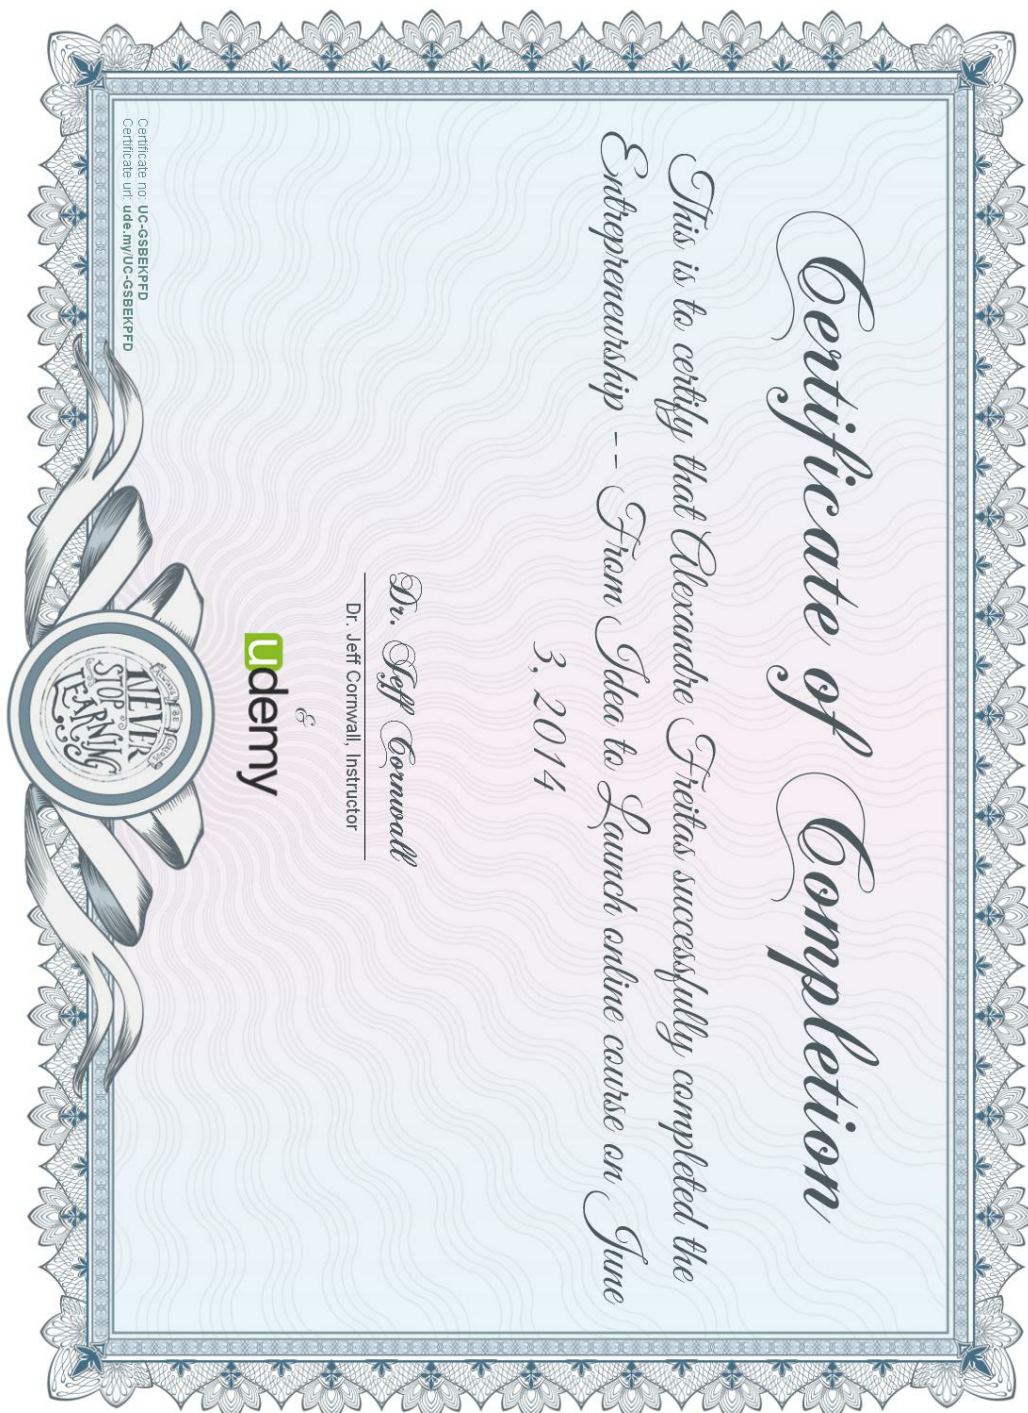 Certificate of Completion
This is to certify that Alexandre Freitas successfully completed the
Entrepreneurship -- From Idea to Launch online course on June
3, 2014
Dr. Jeff Cornwall
Dr. Jeff Cornwall, Instructor
&
udemy
Certificate no: UC-GSBEKPFD
Certificate url: ude.my/UC-GSBEKPFD
NEVER
STOP
LEARNING